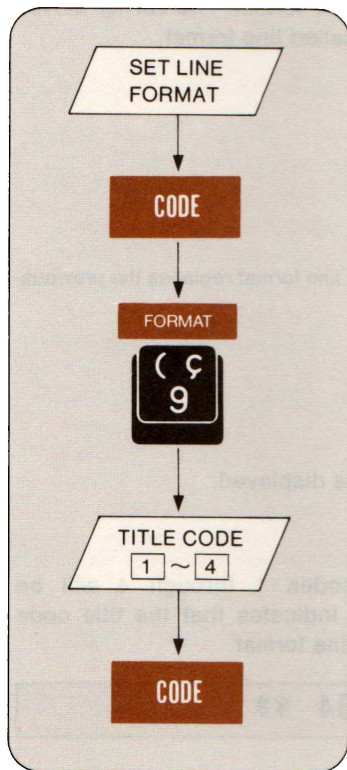 SET LINE
FORMAT
CODE
FORMAT
( Ç
9
TITLE CODE
1 ~ 4
CODE